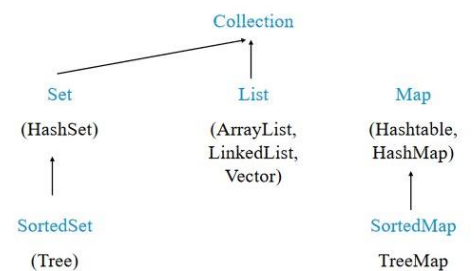 Collection
Set
List
Map
(HashSet)
(ArrayList,
LinkedList,
Vector)
(Hashtable,
HashMap)
SortedSet
SortedMap
(Tree)
TreeMap